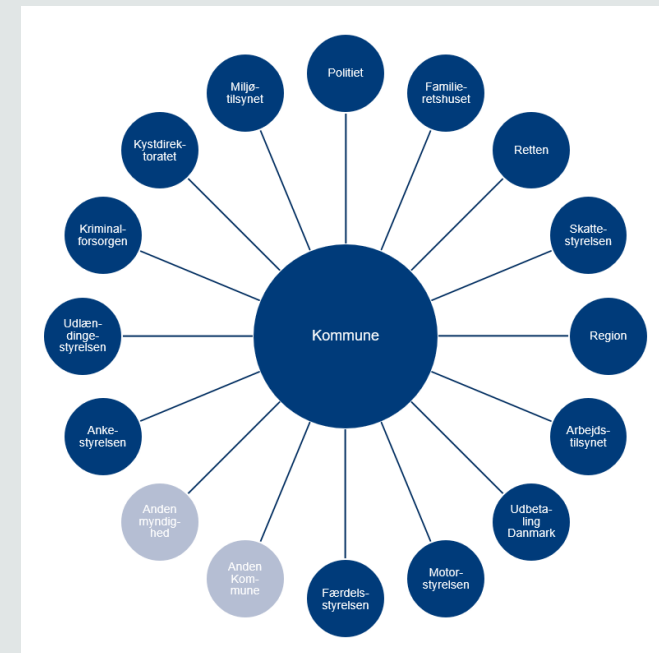 Politiet
Familie-
retshuset
Retten
Skatte-
styrelsen
Region
Arbejds-
tilsynet
Udbeta-
ling
Danmark
Motor-
styrelsen
Færdels-
styrelsen
Anden
Kom-
mune
Anden
myndig-
hed
Anke-
styrelsen
Udlæn-
dinge-
styrelsen
Kriminal-
forsorgen
Kystdirek-
toratet
Miljø-
tilsynet
Kommune